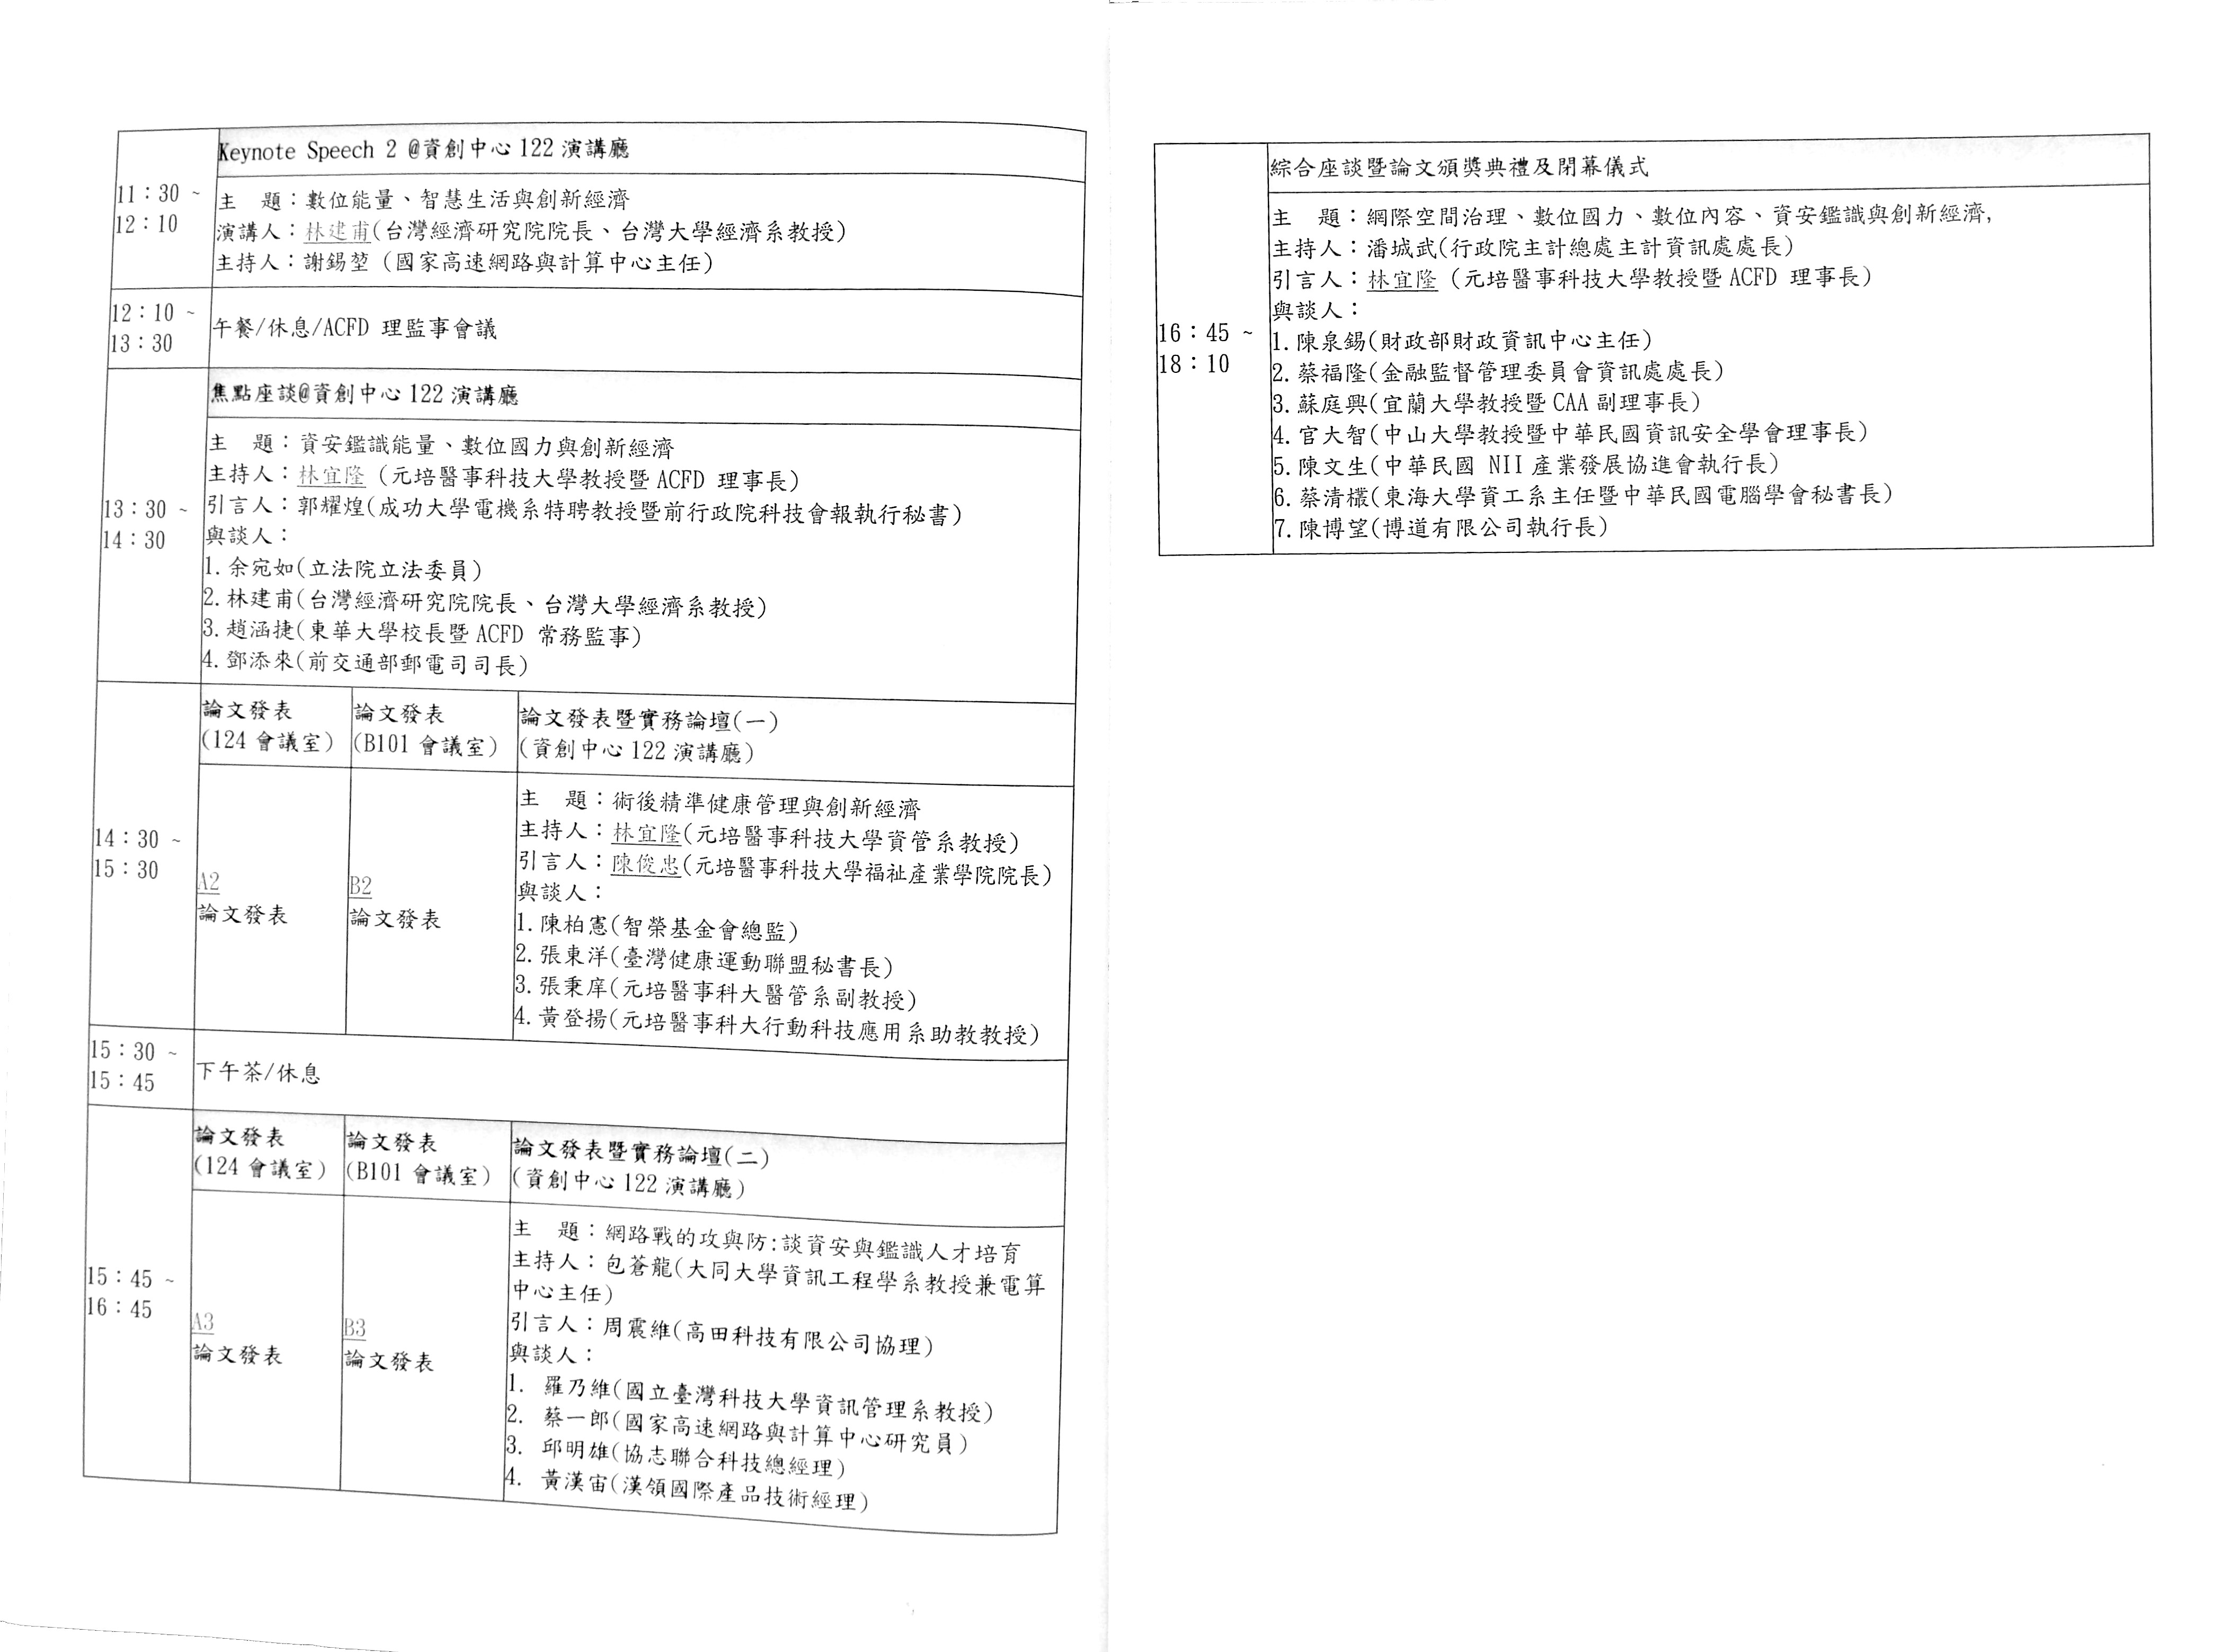 11：30 ~
12：10
Keynote Speech 2 @資創中心 122 演講廳
主　題：數位能量、智慧生活與創新經濟
演講人：林建甫(台灣經濟研究院院長、台灣大學經濟系教授)
主持人：謝錫堃 (國家高速網路與計算中心主任)
12：10 ~
13：30
午餐/休息/ACFD 理監事會議
13：30 ~
14：30
焦點座談@資創中心 122 演講廳
主　題：資安鑑識能量、數位國力與創新經濟
主持人：林宜隆 (元培醫事科技大學教授暨 ACFD 理事長)
引言人：郭耀煌(成功大學電機系特聘教授暨前行政院科技會報執行秘書)
與談人：
1. 余宛如(立法院立法委員)
2. 林建甫(台灣經濟研究院院長、台灣大學經濟系教授)
3. 趙涵捷(東華大學校長暨 ACFD 常務監事)
4. 鄧添來(前交通部郵電司司長)
14：30 ~
15：30
論文發表
(124 會議室)
論文發表
(B101 會議室)
論文發表暨實務論壇(一)
(資創中心 122 演講廳)
A2
論文發表
B2
論文發表
主　題：術後精準健康管理與創新經濟
主持人：林宜隆(元培醫事科技大學資管系教授)
引言人：陳俊忠(元培醫事科技大學福祉產業學院院長)
與談人：
1. 陳柏憲(智榮基金會總監)
2. 張東洋(臺灣健康運動聯盟秘書長)
3. 張秉庠(元培醫事科大醫管系副教授)
4. 黃登揚(元培醫事科大行動科技應用系助教教授)
15：30 ~
15：45
下午茶/休息
15：45 ~
16：45
論文發表
(124 會議室)
論文發表
(B101 會議室)
論文發表暨實務論壇(二)
(資創中心 122 演講廳)
A3
論文發表
B3
論文發表
主　題：網路戰的攻與防:談資安與鑑識人才培育
主持人：包蒼龍(大同大學資訊工程學系教授兼電算
中心主任)
引言人：周震維(高田科技有限公司協理)
與談人：
1. 羅乃維(國立臺灣科技大學資訊管理系教授)
2. 蔡一郎(國家高速網路與計算中心研究員)
3. 邱明雄(協志聯合科技總經理)
4. 黃漢宙(漢領國際產品技術經理)
16：45 ~
18：10
綜合座談暨論文頒獎典禮及閉幕儀式
主　題：網際空間治理、數位國力、數位內容、資安鑑識與創新經濟,
主持人：潘城武(行政院主計總處主計資訊處處長)
引言人：林宜隆 (元培醫事科技大學教授暨 ACFD 理事長)
與談人：
1. 陳泉錫(財政部財政資訊中心主任)
2. 蔡福隆(金融監督管理委員會資訊處處長)
3. 蘇庭興(宜蘭大學教授暨 CAA 副理事長)
4. 官大智(中山大學教授暨中華民國資訊安全學會理事長)
5. 陳文生(中華民國 NII 產業發展協進會執行長)
6. 蔡清欉(東海大學資工系主任暨中華民國電腦學會秘書長)
7. 陳博望(博道有限公司執行長)